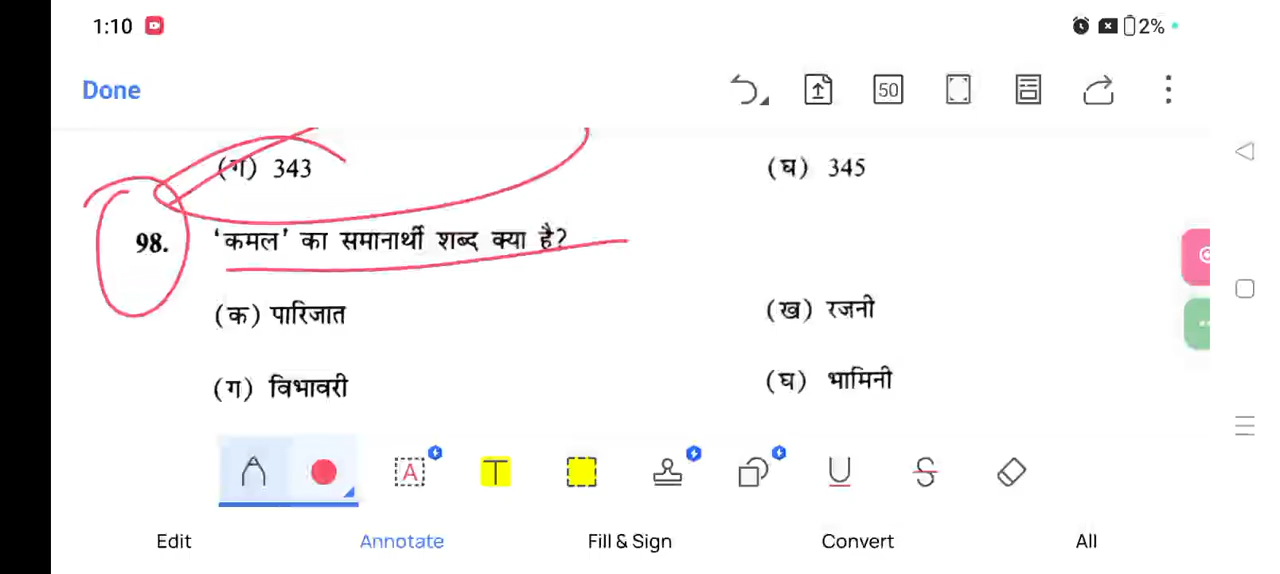 1:10 2%
Done 50
(ग) 343 (घ) 345
98. 'कमल' का समानार्थी शब्द क्या है?
(क) पारिजात (ख) रजनी
(ग) विभावरी (घ) भामिनी
A T U S
Edit Annotate Fill & Sign Convert All